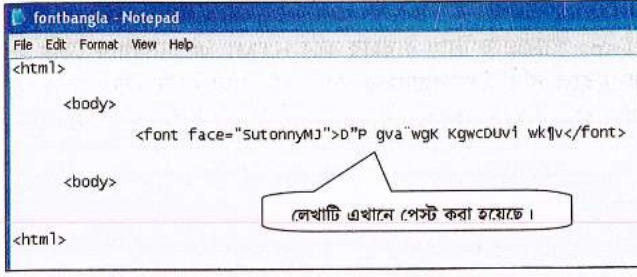 fontbangla - Notepad
File Edit Format View Help
<html>
<body>
<font face="SutonnyMJ">D”P gva¨wgK KgwcDUvi wk¶v</font>
<body>
লেখাটি এখানে পেস্ট করা হয়েছে।
<html>